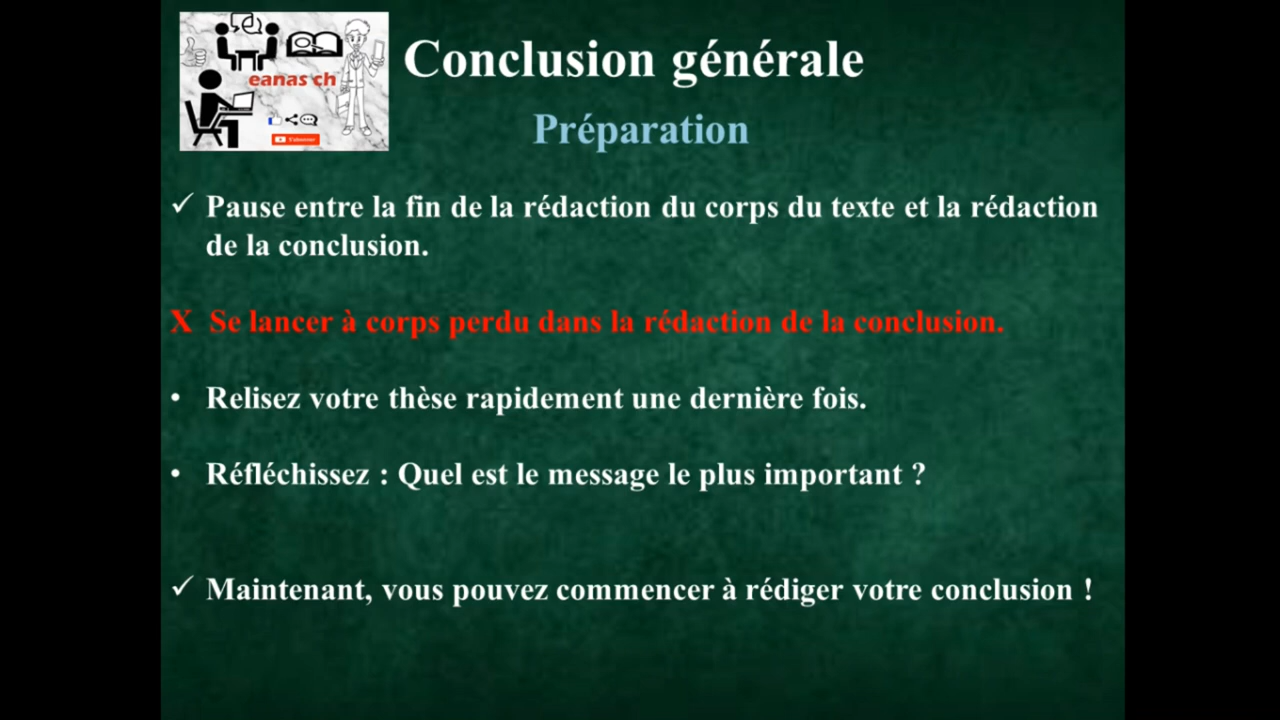 eanas ch
S'abonner
Conclusion générale
Préparation
✓ Pause entre la fin de la rédaction du corps du texte et la rédaction
de la conclusion.
X Se lancer à corps perdu dans la rédaction de la conclusion.
• Relisez votre thèse rapidement une dernière fois.
• Réfléchissez : Quel est le message le plus important ?
✓ Maintenant, vous pouvez commencer à rédiger votre conclusion !